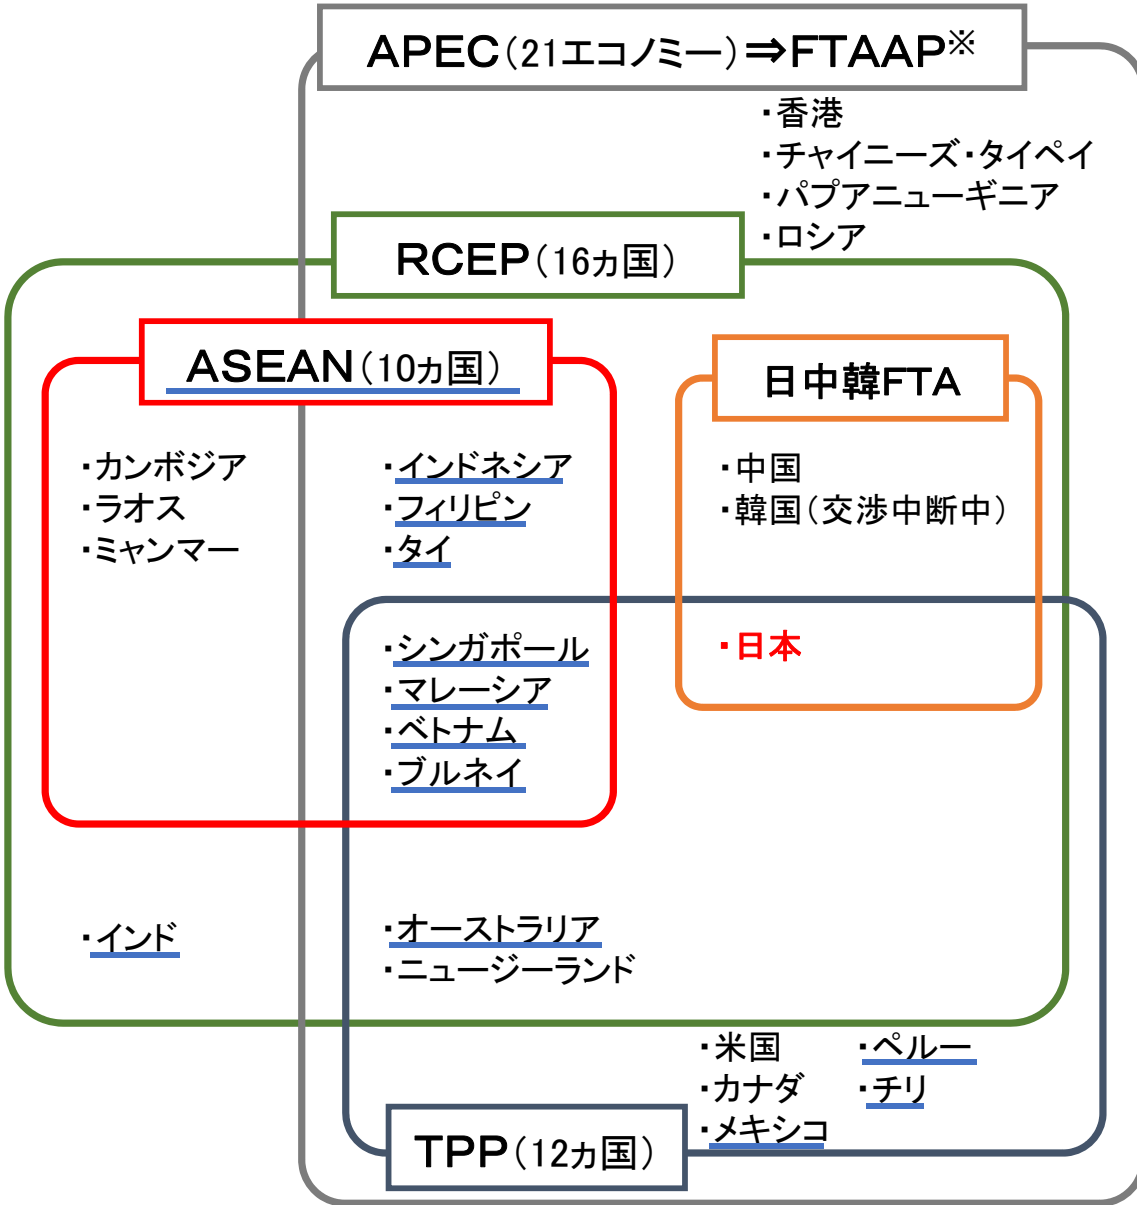 APEC(21エコノミー)⇒FTAAP※
・香港
・チャイニーズ・タイペイ
・パプアニューギニア
・ロシア
RCEP(16ヵ国)
ASEAN(10ヵ国)
日中韓FTA
・カンボジア
・ラオス
・ミャンマー
・インドネシア
・フィリピン
・タイ
・中国
・韓国(交渉中断中)
・シンガポール
・マレーシア
・ベトナム
・ブルネイ
・日本
・インド
・オーストラリア
・ニュージーランド
・米国
・カナダ
・メキシコ
・ペルー
・チリ
TPP(12ヵ国)